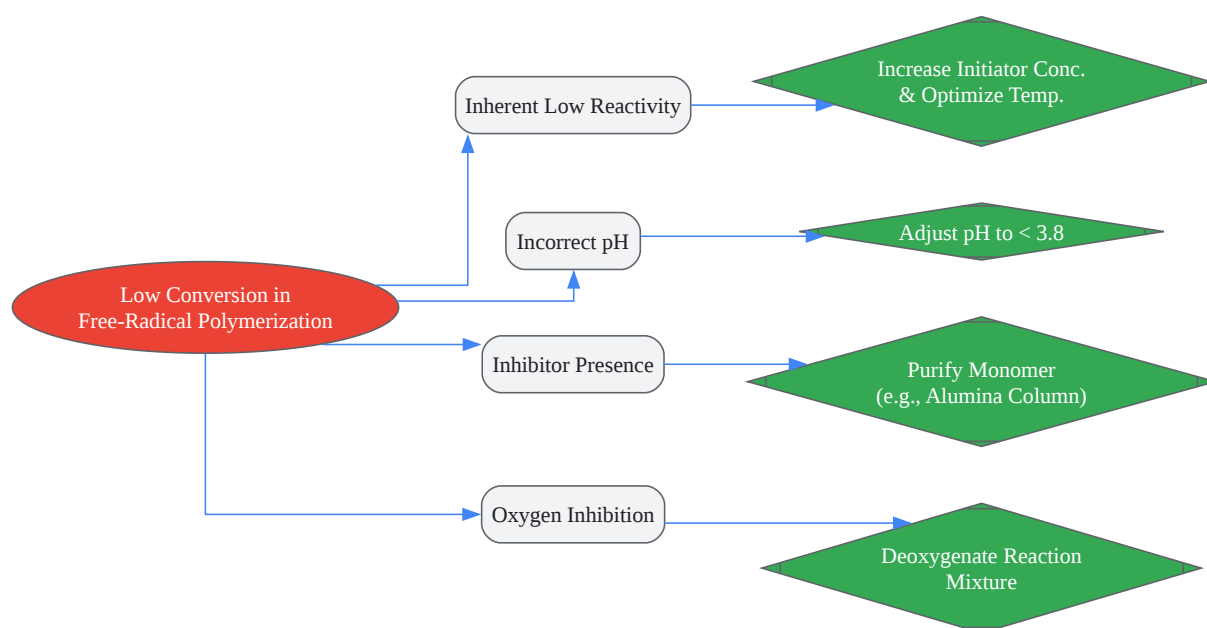 Low Conversion in
Free-Radical Polymerization
Inherent Low Reactivity
Increase Initiator Conc.
& Optimize Temp.
Incorrect pH
Adjust pH to < 3.8
Inhibitor Presence
Purify Monomer
(e.g., Alumina Column)
Oxygen Inhibition
Deoxygenate Reaction
Mixture